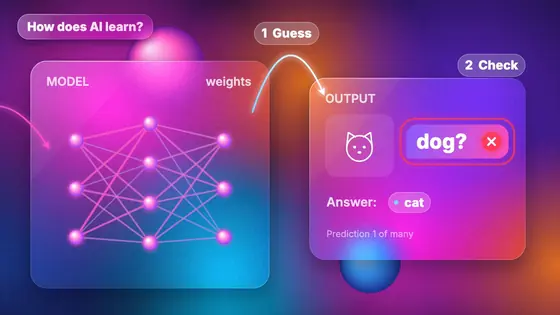 How does AI learn?
1 Guess
2 Check
MODEL
weights
OUTPUT
dog?
Answer:
cat
Prediction 1 of many